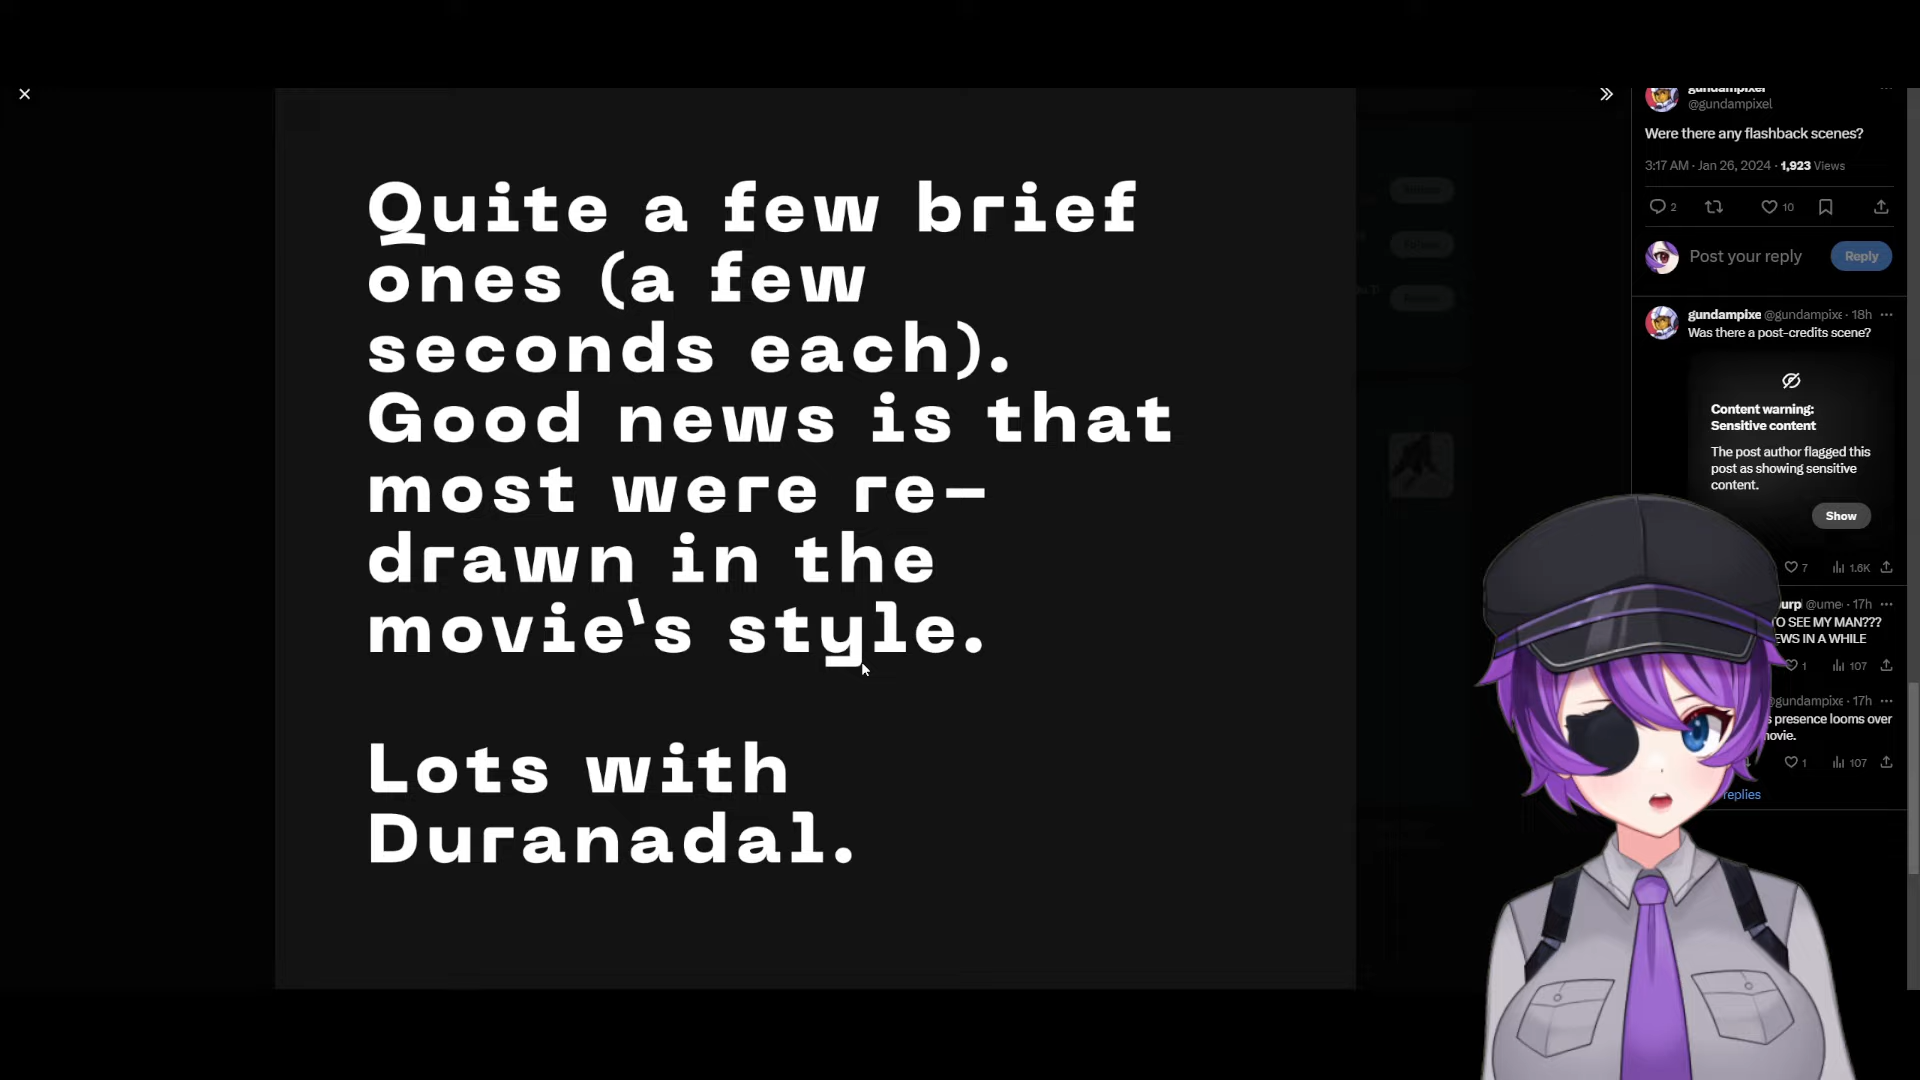 Quite a few brief
ones (a few
seconds each).
Good news is that
most were re-
drawn in the
movie's style.
Lots with
Duranadal.
gundampixel
@gundampixel
Were there any flashback scenes?
3:17 AM · Jan 26, 2024 · 1,923 Views
2
10
Post your reply
Reply
gundampixe @gundampixe · 18h
Was there a post-credits scene?
Content warning:
Sensitive content
The post author flagged this
post as showing sensitive
content.
Show
7
1.6K
urpl @ume · 17h
TO SEE MY MAN???
EWS IN A WHILE
1
107
@gundampixe · 17h
s presence looms over
1
107
replies